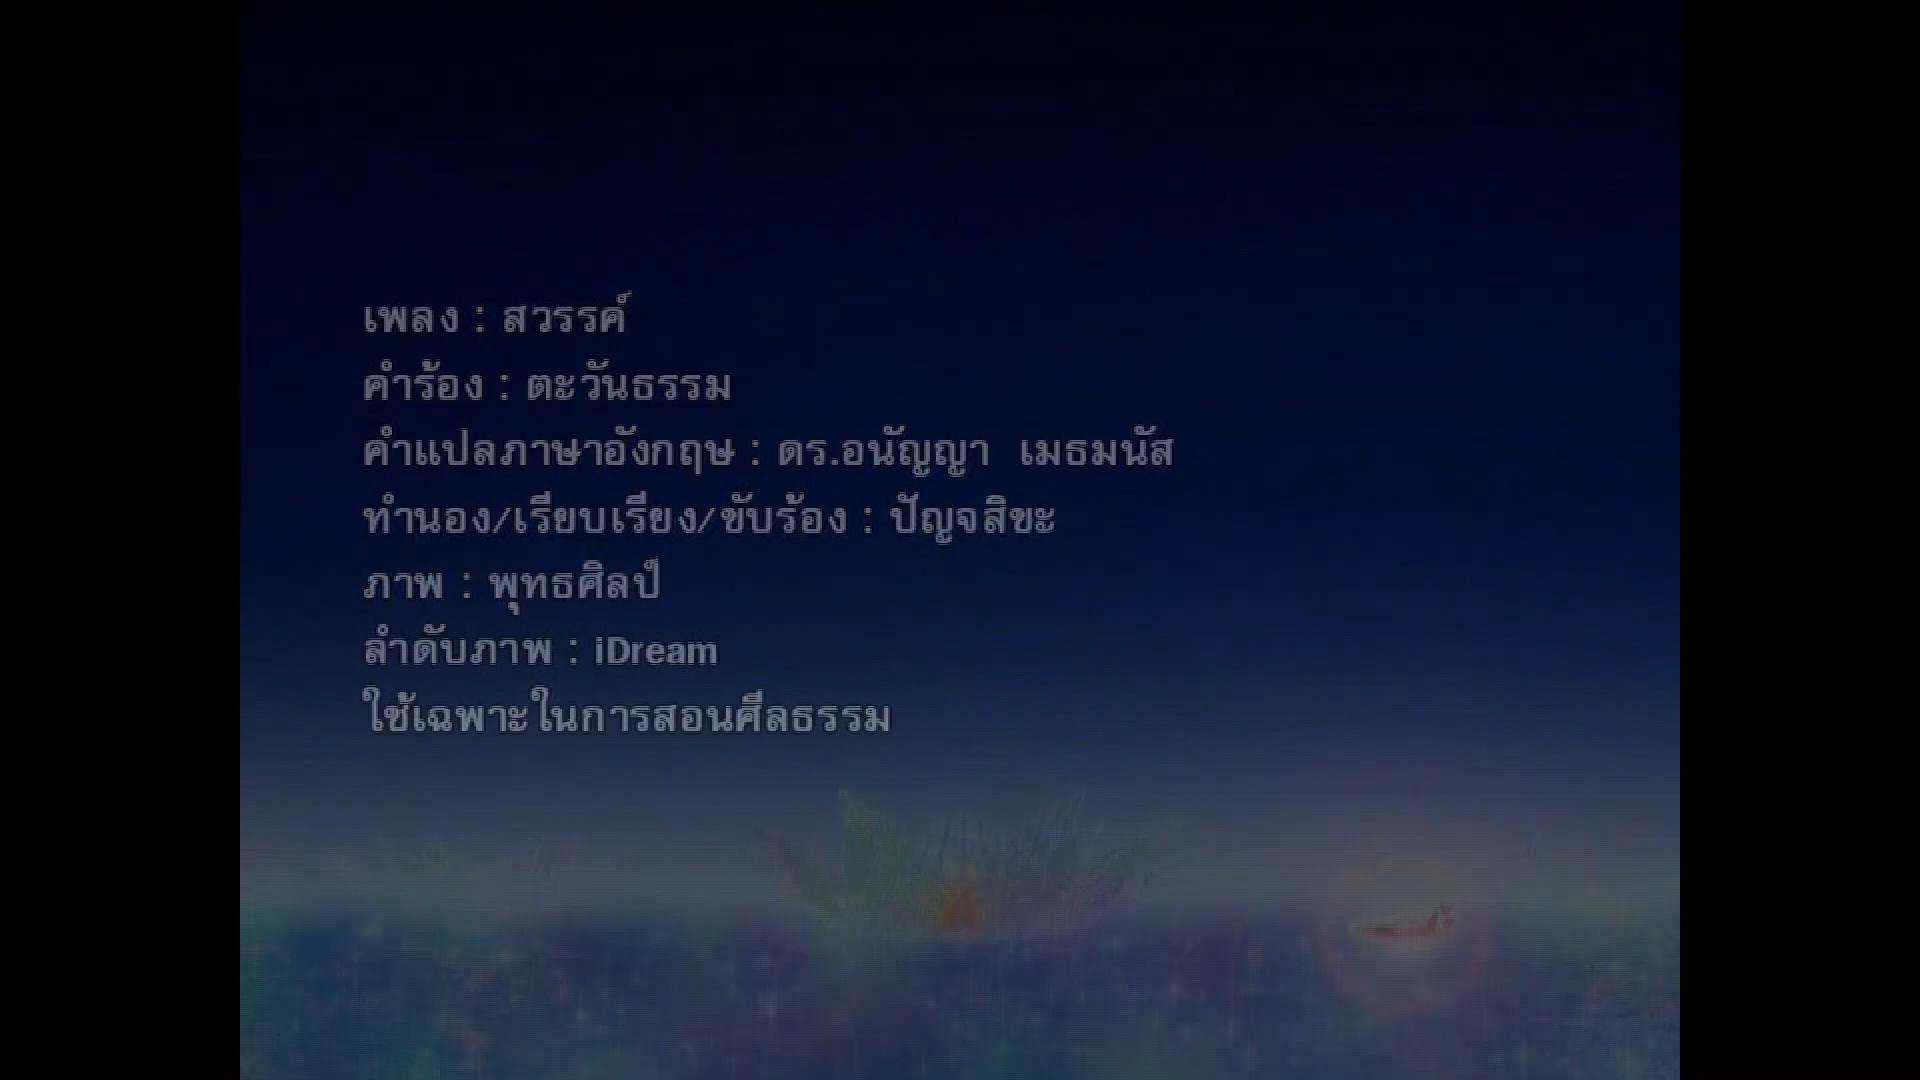 เพลง : สวรรค์
คำร้อง : ตะวันธรรม
คำแปลภาษาอังกฤษ : ดร.อนัญญา เมธมนัส
ทำนอง/เรียบเรียง/ขับร้อง : ปัญจสิขะ
ภาพ : พุทธศิลป์
ลำดับภาพ : iDream
ใช้เฉพาะในการสอนศีลธรรม